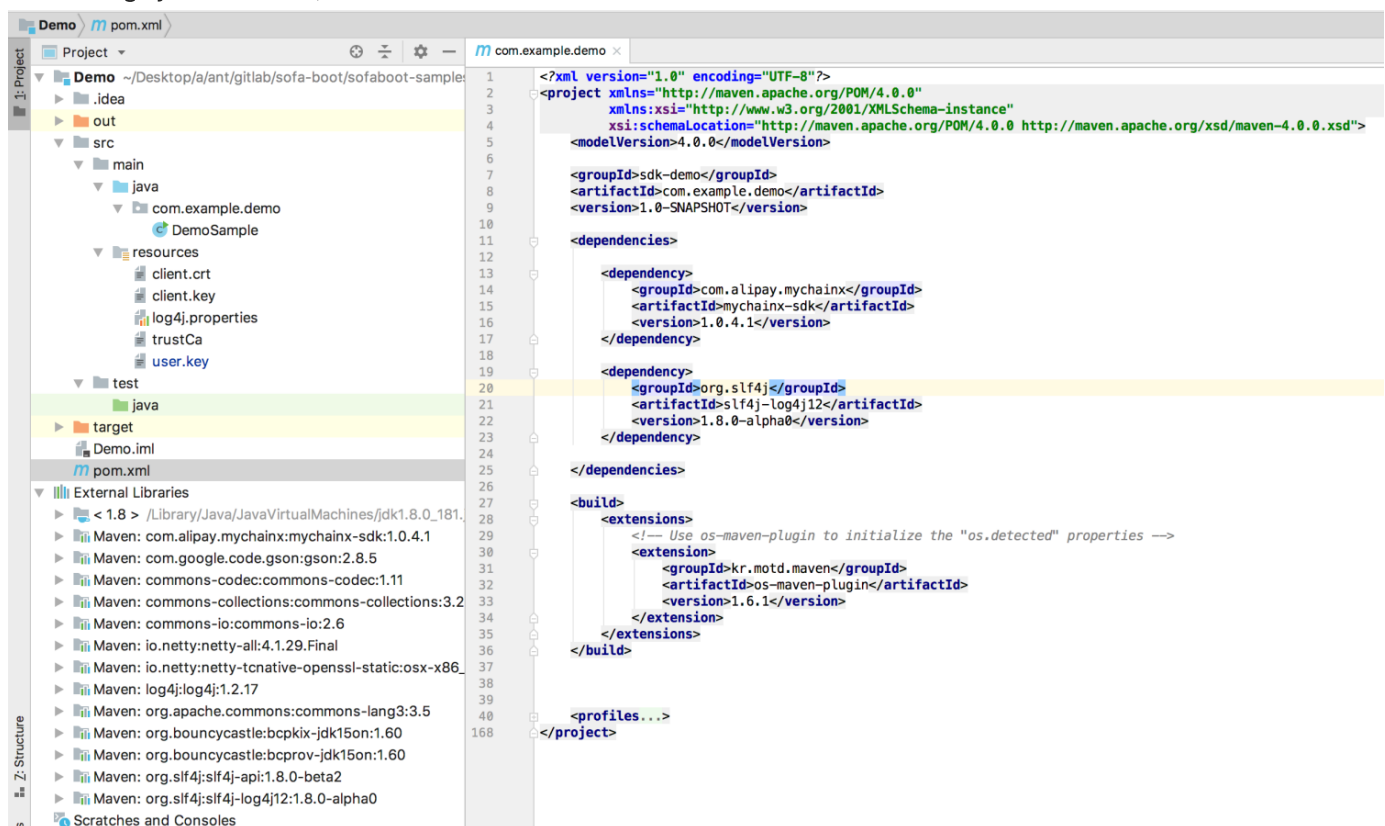 Demo
m pom.xml
1: Project
Z: Structure
Project
Demo ~/Desktop/a/ant/gitlab/sofa-boot/sofaboot-samples
.idea
out
src
main
java
com.example.demo
DemoSample
resources
client.crt
client.key
log4j.properties
trustCa
user.key
test
java
target
Demo.iml
m pom.xml
External Libraries
< 1.8 > /Library/Java/JavaVirtualMachines/jdk1.8.0_181.
Maven: com.alipay.mychainx:mychainx-sdk:1.0.4.1
Maven: com.google.code.gson:gson:2.8.5
Maven: commons-codec:commons-codec:1.11
Maven: commons-collections:commons-collections:3.2
Maven: commons-io:commons-io:2.6
Maven: io.netty:netty-all:4.1.29.Final
Maven: io.netty:netty-tcnative-openssl-static:osx-x86_
Maven: log4j:log4j:1.2.17
Maven: org.apache.commons:commons-lang3:3.5
Maven: org.bouncycastle:bcpkix-jdk15on:1.60
Maven: org.bouncycastle:bcprov-jdk15on:1.60
Maven: org.slf4j:slf4j-api:1.8.0-beta2
Maven: org.slf4j:slf4j-log4j12:1.8.0-alpha0
Scratches and Consoles
m com.example.demo
1 <?xml version="1.0" encoding="UTF-8"?>
2 <project xmlns="http://maven.apache.org/POM/4.0.0"
3 xmlns:xsi="http://www.w3.org/2001/XMLSchema-instance"
4 xsi:schemaLocation="http://maven.apache.org/POM/4.0.0 http://maven.apache.org/xsd/maven-4.0.0.xsd">
5 <modelVersion>4.0.0</modelVersion>
6
7 <groupId>sdk-demo</groupId>
8 <artifactId>com.example.demo</artifactId>
9 <version>1.0-SNAPSHOT</version>
10
11 <dependencies>
12
13 <dependency>
14 <groupId>com.alipay.mychainx</groupId>
15 <artifactId>mychainx-sdk</artifactId>
16 <version>1.0.4.1</version>
17 </dependency>
18
19 <dependency>
20 <groupId>org.slf4j</groupId>
21 <artifactId>slf4j-log4j12</artifactId>
22 <version>1.8.0-alpha0</version>
23 </dependency>
24
25 </dependencies>
26
27 <build>
28 <extensions>
29 <!-- Use os-maven-plugin to initialize the "os.detected" properties -->
30 <extension>
31 <groupId>kr.motd.maven</groupId>
32 <artifactId>os-maven-plugin</artifactId>
33 <version>1.6.1</version>
34 </extension>
35 </extensions>
36 </build>
37
38
39
40 <profiles...>
168 </project>